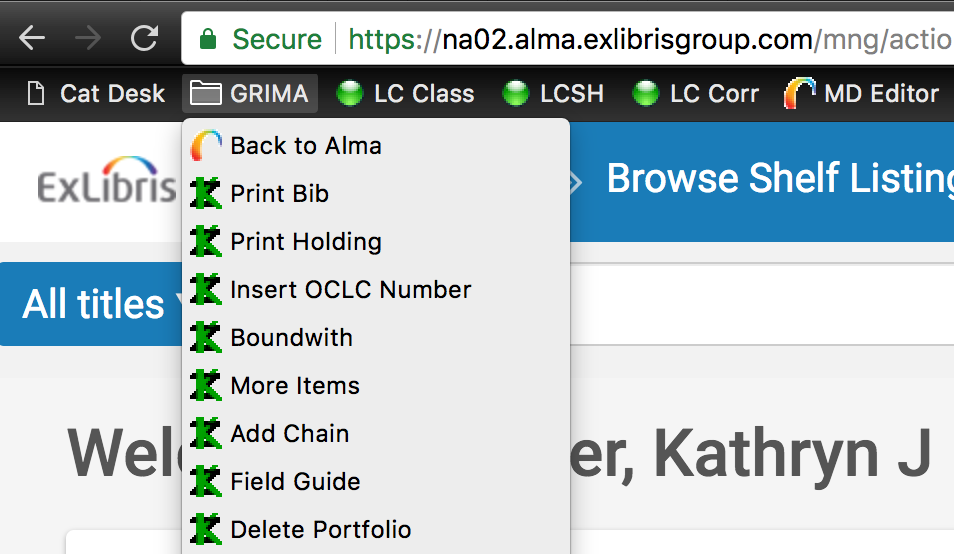 Secure https://na02.alma.exlibrisgroup.com/mng/actio
Cat Desk GRIMA LC Class LCSH LC Corr MD Editor
Back to Alma
ExLibris Browse Shelf Listing
Print Bib
Print Holding
Insert OCLC Number
All titles
Boundwith
More Items
Add Chain
er, Kathryn J
Field Guide
Delete Portfolio